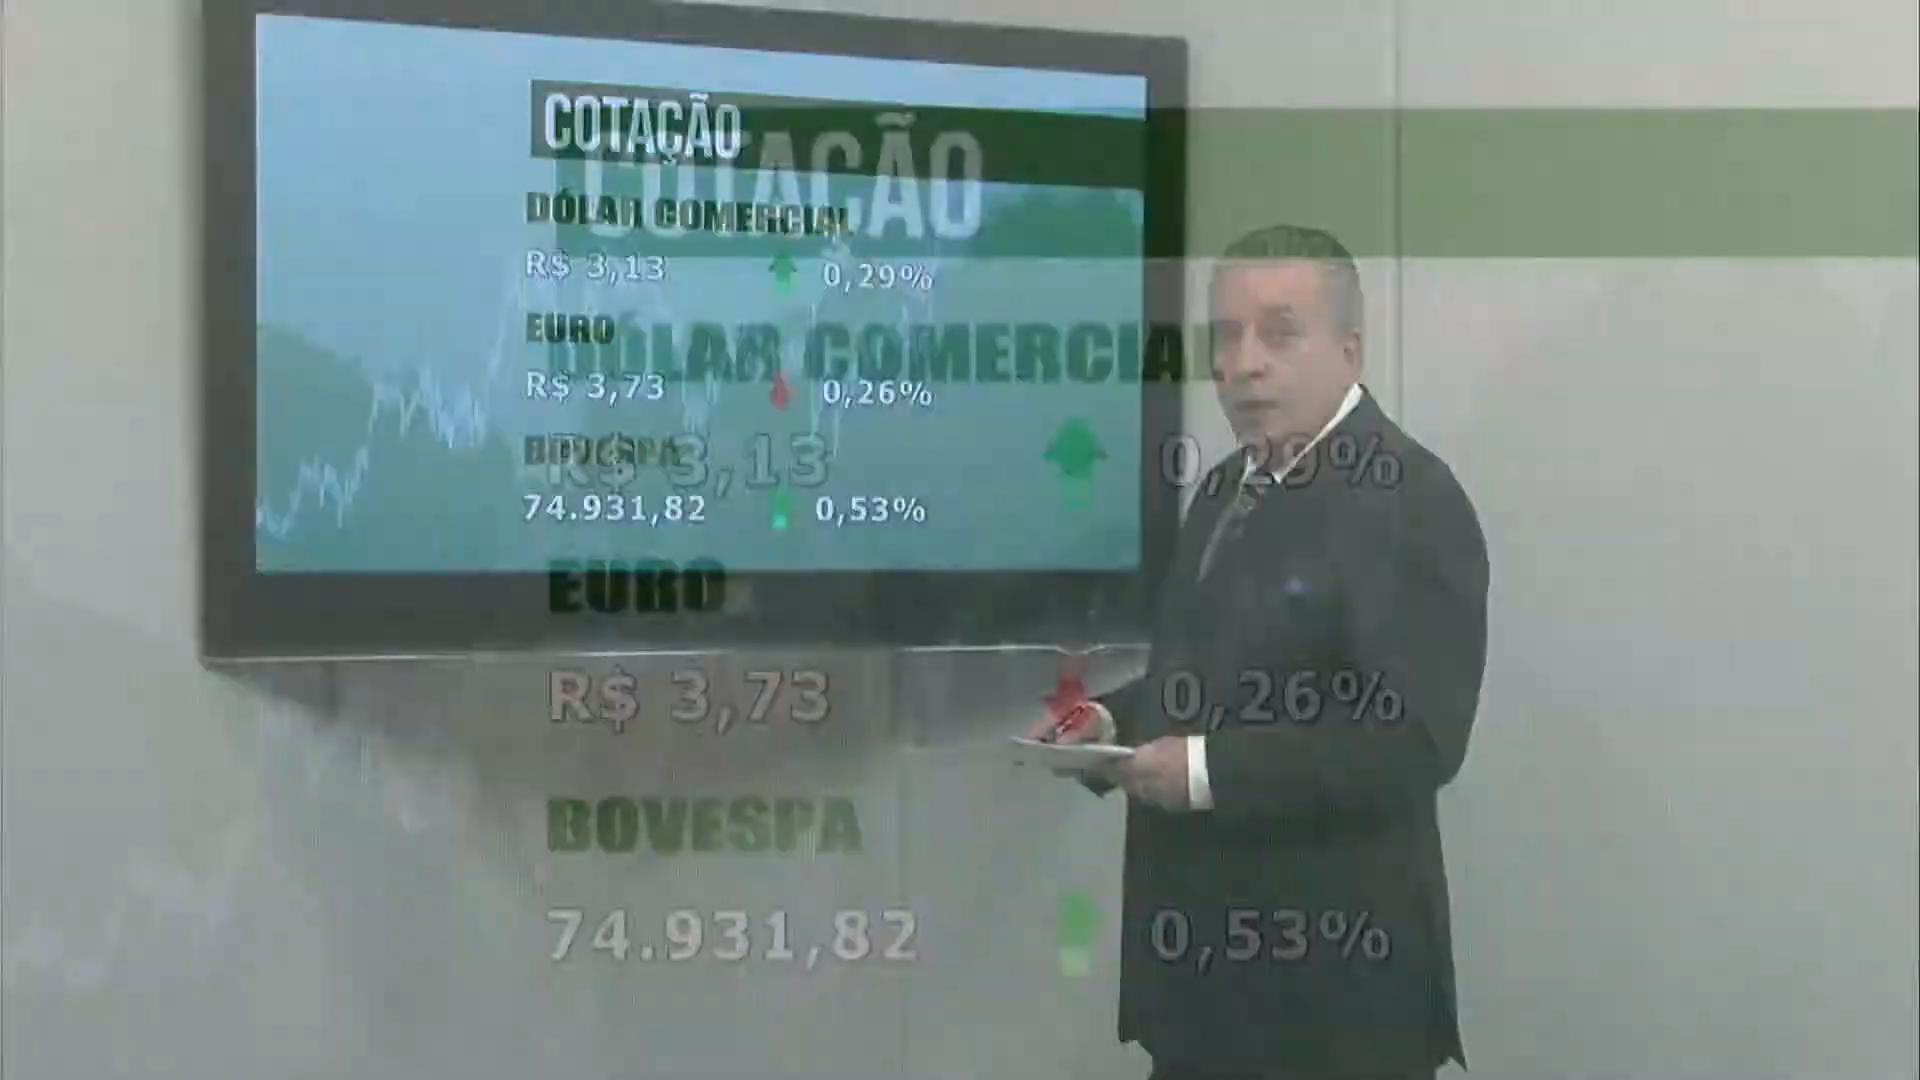 COTAÇÃO
DÓLAR COMERCIAL
R$ 3,13 0,29%
EURO
R$ 3,73 0,26%
BOVESPA
74.931,82 0,53%
COTAÇÃO
DÓLAR COMERCIAL
R$ 3,13 0,29%
EURO
R$ 3,73 0,26%
BOVESPA
74.931,82 0,53%